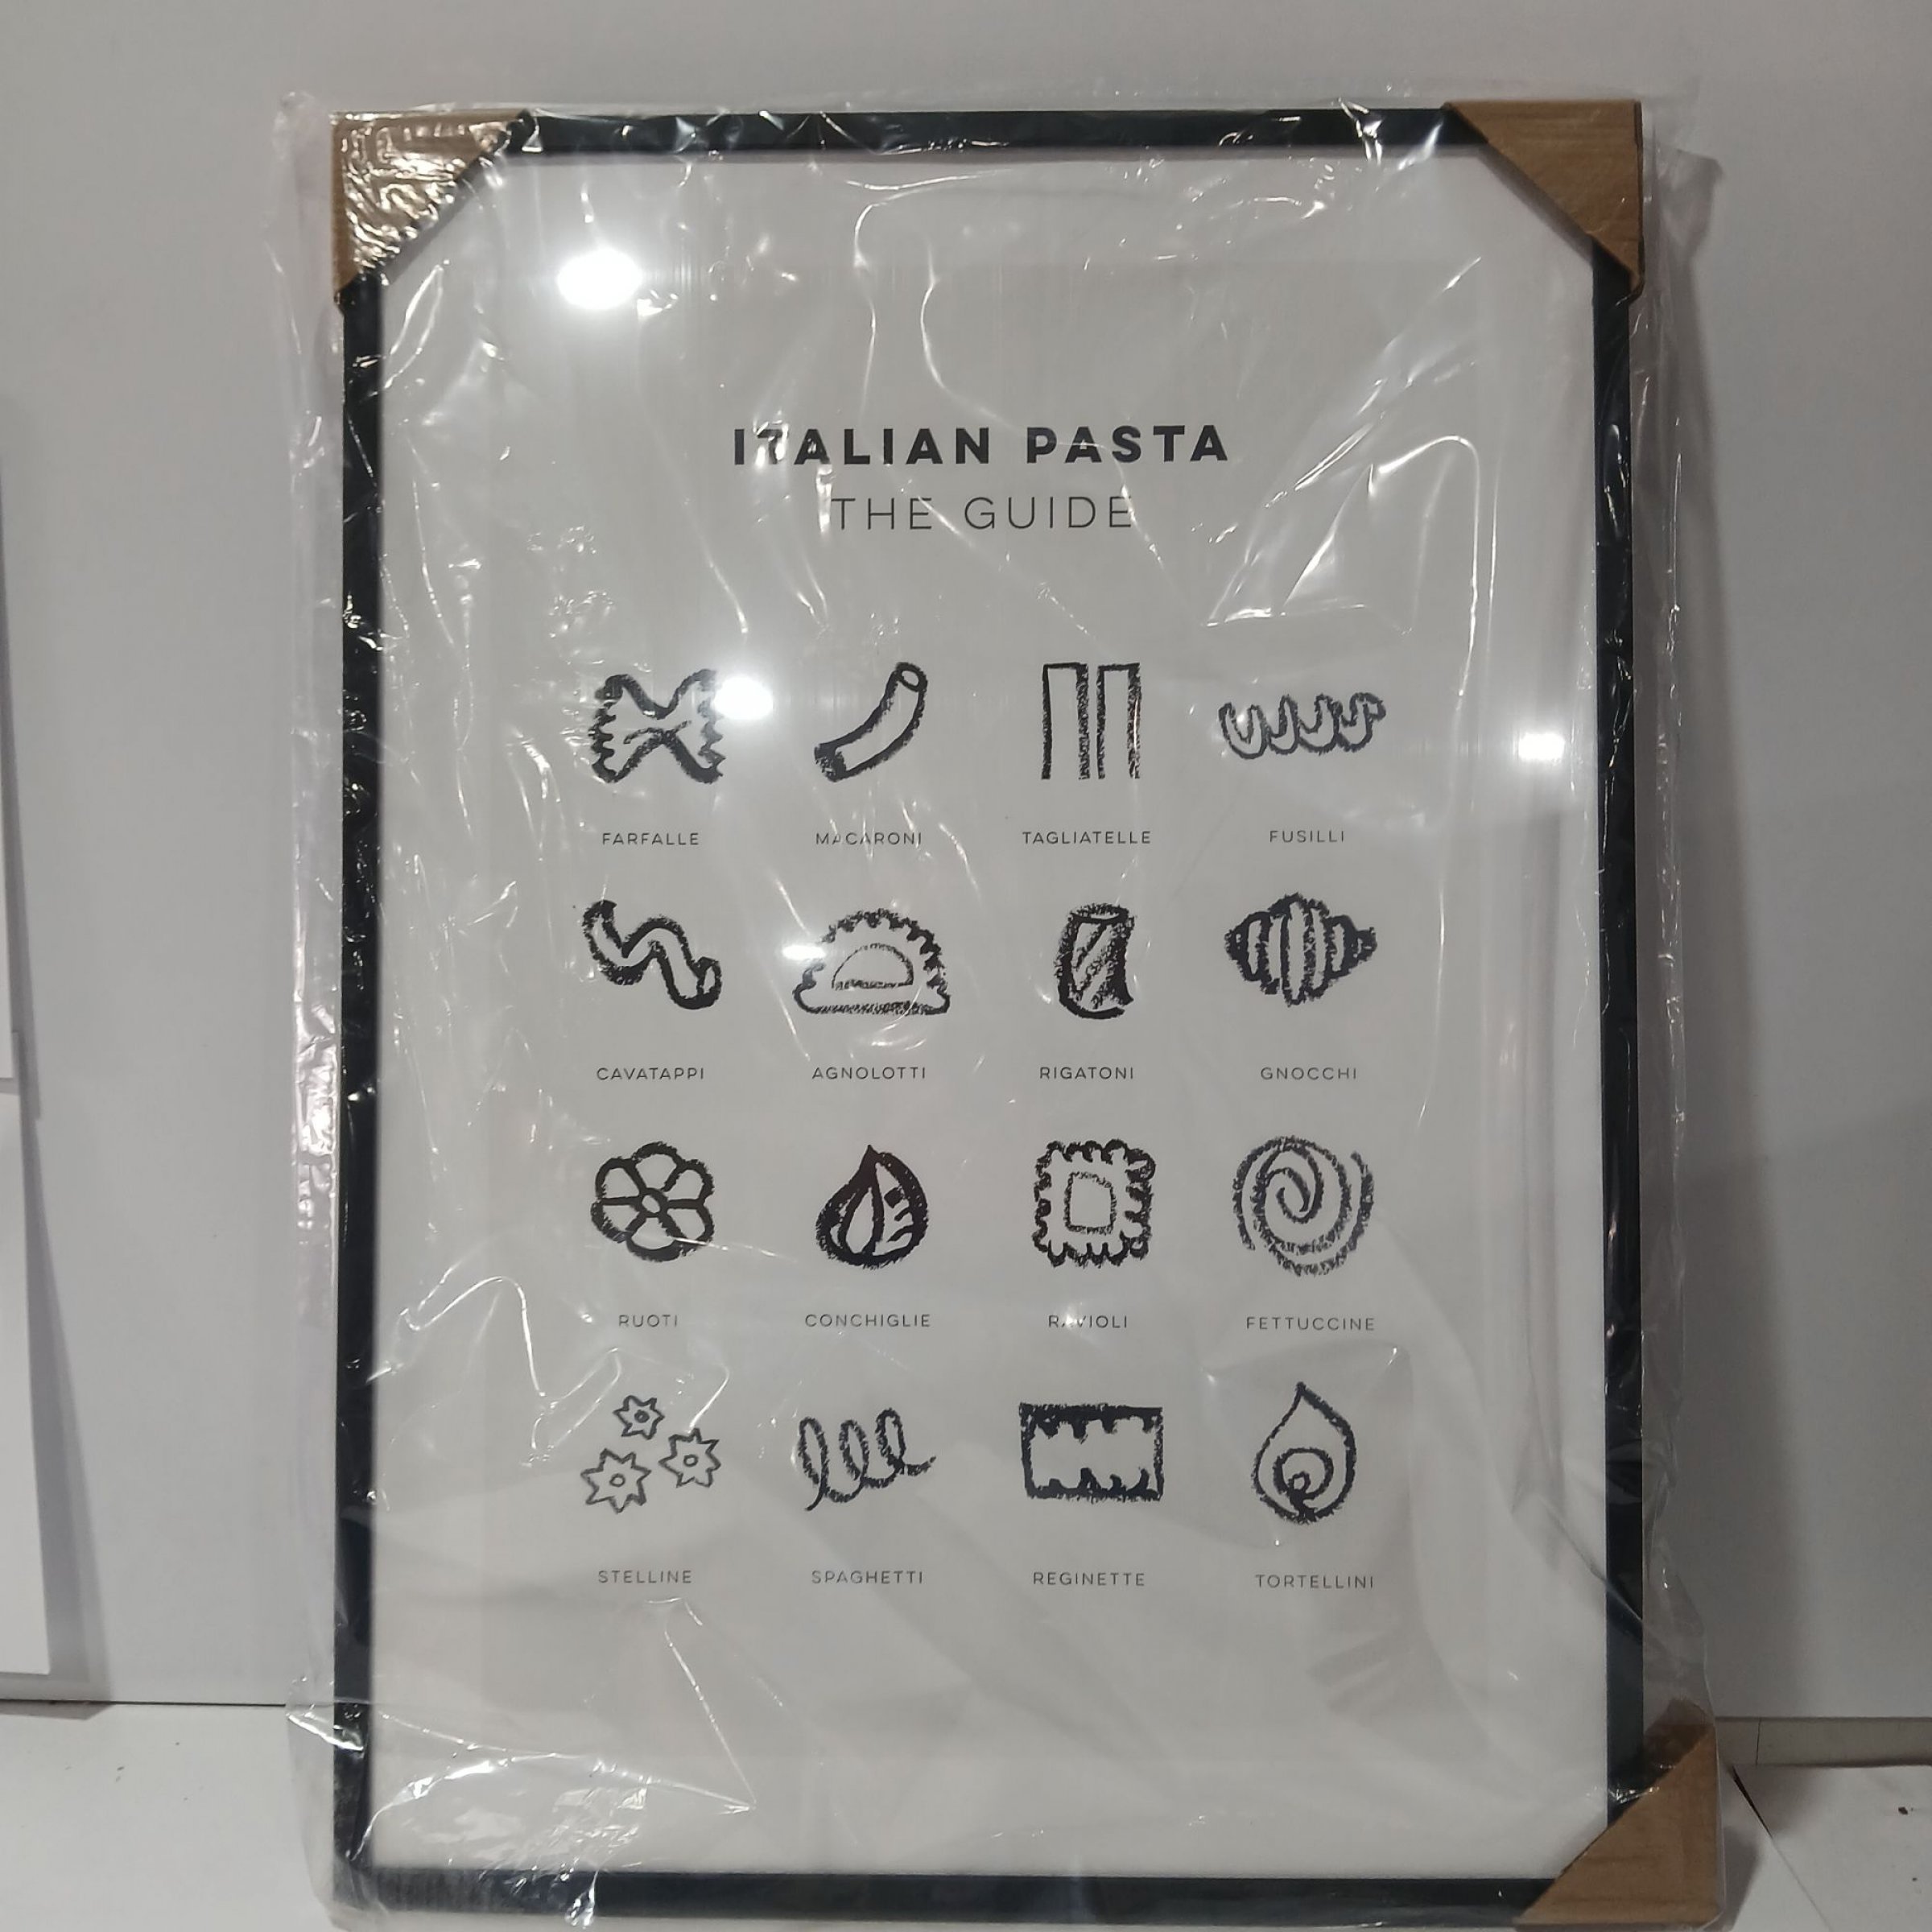 ITALIAN PASTA
THE GUIDE
FARFALLE MACARONI TAGLIATELLE FUSILLI
CAVATAPPI AGNOLOTTI RIGATONI GNOCCHI
RUOTI CONCHIGLIE RAVIOLI FETTUCCINE
STELLINE SPAGHETTI REGINETTE TORTELLINI